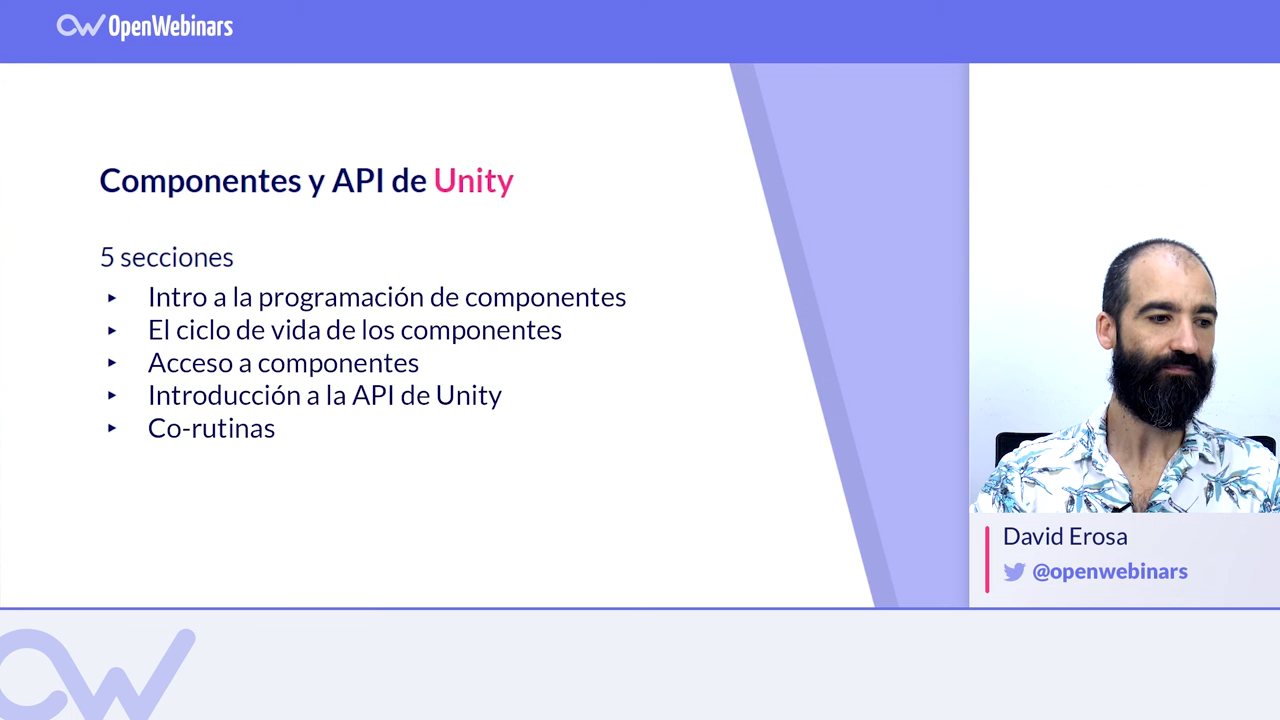 OpenWebinars
Componentes y API de Unity
5 secciones
Intro a la programación de componentes
El ciclo de vida de los componentes
Acceso a componentes
Introducción a la API de Unity
Co-rutinas
David Erosa
@openwebinars